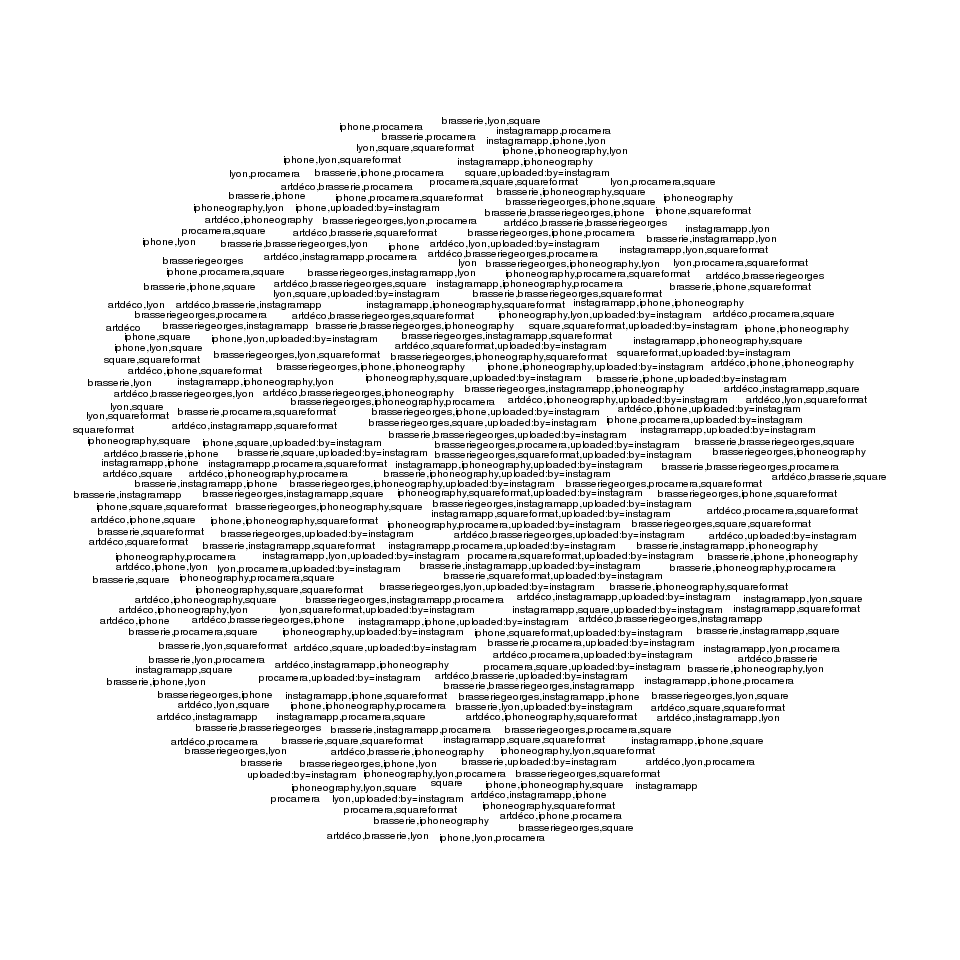 brasserie,lyon,square
iphone,procamera
instagramapp,procamera
brasserie,procamera
instagramapp,iphone,lyon
lyon,square,squareformat
iphone,iphoneography,lyon
iphone,lyon,squareformat
instagramapp,iphoneography
lyon,procamera
brasserie,iphone,procamera
square,uploaded:by=instagram
procamera,square,squareformat
lyon,procamera,square
artdéco,brasserie,procamera
brasserie,iphoneography,square
brasserie,iphone
iphone,procamera,squareformat
iphoneography
brasseriegeorges,iphone,square
iphoneography,lyon
iphone,uploaded:by=instagram
brasserie,brasseriegeorges,iphone
iphone,squareformat
artdéco,iphoneography
brasseriegeorges,lyon,procamera
artdéco,brasserie,brasseriegeorges
procamera,square
artdéco,brasserie,squareformat
brasseriegeorges,iphone,procamera
instagramapp,lyon
iphone,lyon
brasserie,brasseriegeorges,lyon
iphone
artdéco,lyon,uploaded:by=instagram
brasserie,instagramapp,lyon
instagramapp,lyon,squareformat
artdéco,instagramapp,procamera
artdéco,brasseriegeorges,procamera
brasseriegeorges
lyon
brasseriegeorges,iphoneography,lyon
lyon,procamera,squareformat
iphone,procamera,square
brasseriegeorges,instagramapp,lyon
iphoneography,procamera,squareformat
artdéco,brasseriegeorges
brasserie,iphone,square
artdéco,brasseriegeorges,square
instagramapp,iphoneography,procamera
brasserie,iphone,squareformat
lyon,square,uploaded:by=instagram
brasserie,brasseriegeorges,squareformat
artdéco,lyon
artdéco,brasserie,instagramapp
instagramapp,iphoneography,squareformat
instagramapp,iphone,iphoneography
brasseriegeorges,procamera
artdéco,brasseriegeorges,squareformat
iphoneography,lyon,uploaded:by=instagram
artdéco,procamera,square
artdéco
brasseriegeorges,instagramapp
brasserie,brasseriegeorges,iphoneography
square,squareformat,uploaded:by=instagram
iphone,iphoneography
iphone,square
iphone,lyon,uploaded:by=instagram
brasseriegeorges,instagramapp,squareformat
instagramapp,iphoneography,square
iphone,lyon,square
artdéco,squareformat,uploaded:by=instagram
brasseriegeorges,lyon,squareformat
brasseriegeorges,iphoneography,squareformat
squareformat,uploaded:by=instagram
square,squareformat
brasseriegeorges,iphone,iphoneography
iphone,iphoneography,uploaded:by=instagram
artdéco,iphone,iphoneography
artdéco,iphone,squareformat
iphoneography,square,uploaded:by=instagram
brasserie,iphone,uploaded:by=instagram
brasserie,lyon
instagramapp,iphoneography,lyon
brasseriegeorges,instagramapp,iphoneography
artdéco,instagramapp,square
artdéco,brasseriegeorges,lyon
artdéco,brasseriegeorges,iphoneography
brasseriegeorges,iphoneography,procamera
artdéco,iphoneography,uploaded:by=instagram
artdéco,lyon,squareformat
lyon,square
brasserie,procamera,squareformat
brasseriegeorges,iphone,uploaded:by=instagram
artdéco,iphone,uploaded:by=instagram
lyon,squareformat
artdéco,instagramapp,squareformat
brasseriegeorges,square,uploaded:by=instagram
iphone,procamera,uploaded:by=instagram
squareformat
brasserie,brasseriegeorges,uploaded:by=instagram
instagramapp,uploaded:by=instagram
iphoneography,square
iphone,square,uploaded:by=instagram
brasseriegeorges,procamera,uploaded:by=instagram
brasserie,brasseriegeorges,square
artdéco,brasserie,iphone
brasserie,square,uploaded:by=instagram
brasseriegeorges,squareformat,uploaded:by=instagram
brasserie,iphoneography
instagramapp,iphone
instagramapp,procamera,squareformat
instagramapp,iphoneography,uploaded:by=instagram
brasserie,brasseriegeorges,procamera
artdéco,square
artdéco,iphoneography,procamera
brasserie,iphoneography,uploaded:by=instagram
artdéco,brasserie,square
brasserie,instagramapp,iphone
brasseriegeorges,iphoneography,uploaded:by=instagram
brasseriegeorges,procamera,squareformat
brasserie,instagramapp
brasseriegeorges,instagramapp,square
iphoneography,squareformat,uploaded:by=instagram
brasseriegeorges,iphone,squareformat
iphone,square,squareformat
brasseriegeorges,iphoneography,square
brasseriegeorges,instagramapp,uploaded:by=instagram
artdéco,procamera,squareformat
instagramapp,squareformat,uploaded:by=instagram
artdéco,iphone,square
iphone,iphoneography,squareformat
iphoneography,procamera,uploaded:by=instagram
brasseriegeorges,square,squareformat
brasserie,squareformat
brasseriegeorges,uploaded:by=instagram
artdéco,brasseriegeorges,uploaded:by=instagram
artdéco,uploaded:by=instagram
artdéco,squareformat
brasserie,instagramapp,squareformat
instagramapp,procamera,uploaded:by=instagram
brasserie,instagramapp,iphoneography
iphoneography,procamera
instagramapp,lyon,uploaded:by=instagram
procamera,squareformat,uploaded:by=instagram
brasserie,iphone,iphoneography
artdéco,iphone,lyon
lyon,procamera,uploaded:by=instagram
brasserie,instagramapp,uploaded:by=instagram
brasserie,iphoneography,procamera
brasserie,square
iphoneography,procamera,square
brasserie,squareformat,uploaded:by=instagram
iphoneography,square,squareformat
brasseriegeorges,lyon,uploaded:by=instagram
brasserie,iphoneography,squareformat
artdéco,iphoneography,square
brasseriegeorges,instagramapp,procamera
artdéco,instagramapp,uploaded:by=instagram
instagramapp,lyon,square
artdéco,iphoneography,lyon
lyon,squareformat,uploaded:by=instagram
instagramapp,square,uploaded:by=instagram
instagramapp,squareformat
artdéco,iphone
artdéco,brasseriegeorges,iphone
instagramapp,iphone,uploaded:by=instagram
artdéco,brasseriegeorges,instagramapp
brasserie,procamera,square
iphoneography,uploaded:by=instagram
iphone,squareformat,uploaded:by=instagram
brasserie,instagramapp,square
brasserie,lyon,squareformat
artdéco,square,uploaded:by=instagram
brasserie,procamera,uploaded:by=instagram
instagramapp,lyon,procamera
brasserie,lyon,procamera
artdéco,procamera,uploaded:by=instagram
artdéco,brasserie
instagramapp,square
artdéco,instagramapp,iphoneography
procamera,square,uploaded:by=instagram
brasserie,iphoneography,lyon
brasserie,iphone,lyon
procamera,uploaded:by=instagram
artdéco,brasserie,uploaded:by=instagram
instagramapp,iphone,procamera
brasserie,brasseriegeorges,instagramapp
brasseriegeorges,iphone
instagramapp,iphone,squareformat
brasseriegeorges,instagramapp,iphone
brasseriegeorges,lyon,square
artdéco,lyon,square
iphone,iphoneography,procamera
brasserie,lyon,uploaded:by=instagram
artdéco,square,squareformat
artdéco,instagramapp
instagramapp,procamera,square
artdéco,iphoneography,squareformat
artdéco,instagramapp,lyon
brasserie,brasseriegeorges
brasserie,instagramapp,procamera
brasseriegeorges,procamera,square
artdéco,procamera
brasserie,square,squareformat
instagramapp,square,squareformat
instagramapp,iphone,square
brasseriegeorges,lyon
artdéco,brasserie,iphoneography
iphoneography,lyon,squareformat
brasserie
brasseriegeorges,iphone,lyon
brasserie,uploaded:by=instagram
artdéco,lyon,procamera
uploaded:by=instagram
iphoneography,lyon,procamera
brasseriegeorges,squareformat
iphoneography,lyon,square
square
iphone,iphoneography,square
instagramapp
procamera
lyon,uploaded:by=instagram
artdéco,instagramapp,iphone
procamera,squareformat
iphoneography,squareformat
brasserie,iphoneography
artdéco,iphone,procamera
brasseriegeorges,square
artdéco,brasserie,lyon
iphone,lyon,procamera